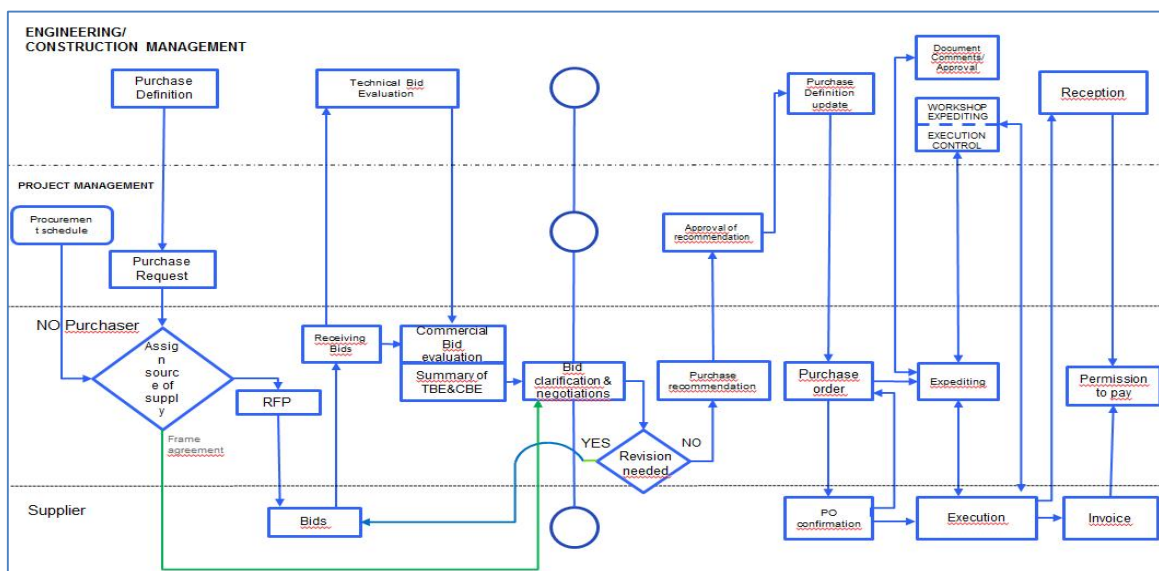 ENGINEERING/
CONSTRUCTION MANAGEMENT
Purchase
Definition
Technical Bid
Evaluation
Purchase
Definition
update
Document
Comments/
Approval
WORKSHOP
EXPEDITING
EXECUTION
CONTROL
Reception
PROJECT MANAGEMENT
Procuremen
t schedule
Purchase
Request
Approval of
recommendation
NO Purchaser
Assig
n sour
ce of
suppl
y
Frame
agreement
RFP
Receiving
Bids
Commercial
Bid
evaluation
Summary of
TBE&CBE
Bid
clarification &
negotiations
YES
Revision
needed
NO
Purchase
recommendation
Purchase
order
Expediting
Permission
to pay
Supplier
Bids
PO
confirmation
Execution
Invoice